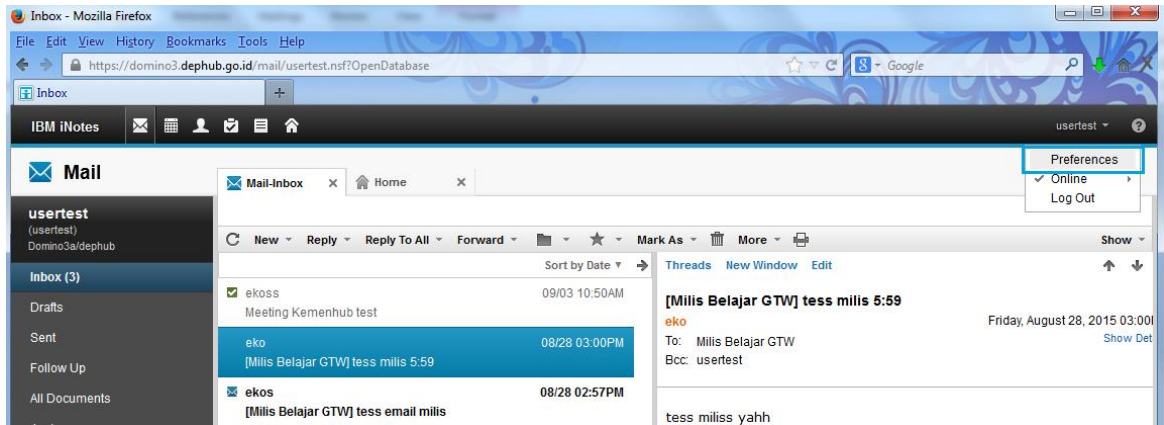 Inbox - Mozilla Firefox
File Edit View History Bookmarks Tools Help
https://domino3.dephub.go.id/mail/usertest.nsf?OpenDatabase
Google
Inbox
IBM iNotes
usertest
Mail
Mail-Inbox
Home
Preferences
Online
Log Out
usertest
(usertest)
Domino3a/dephub
New Reply Reply To All Forward Mark As More Show
Inbox (3)
Drafts
Sent
Follow Up
All Documents
Sort by Date
ekoss 09/03 10:50AM
Meeting Kemenhub test
eko 08/28 03:00PM
[Milis Belajar GTW] tess milis 5:59
ekos 08/28 02:57PM
[Milis Belajar GTW] tess email milis
Threads New Window Edit
[Milis Belajar GTW] tess milis 5:59
eko Friday, August 28, 2015 03:00
To: Milis Belajar GTW Show Det
Bcc: usertest
tess miliss yahh